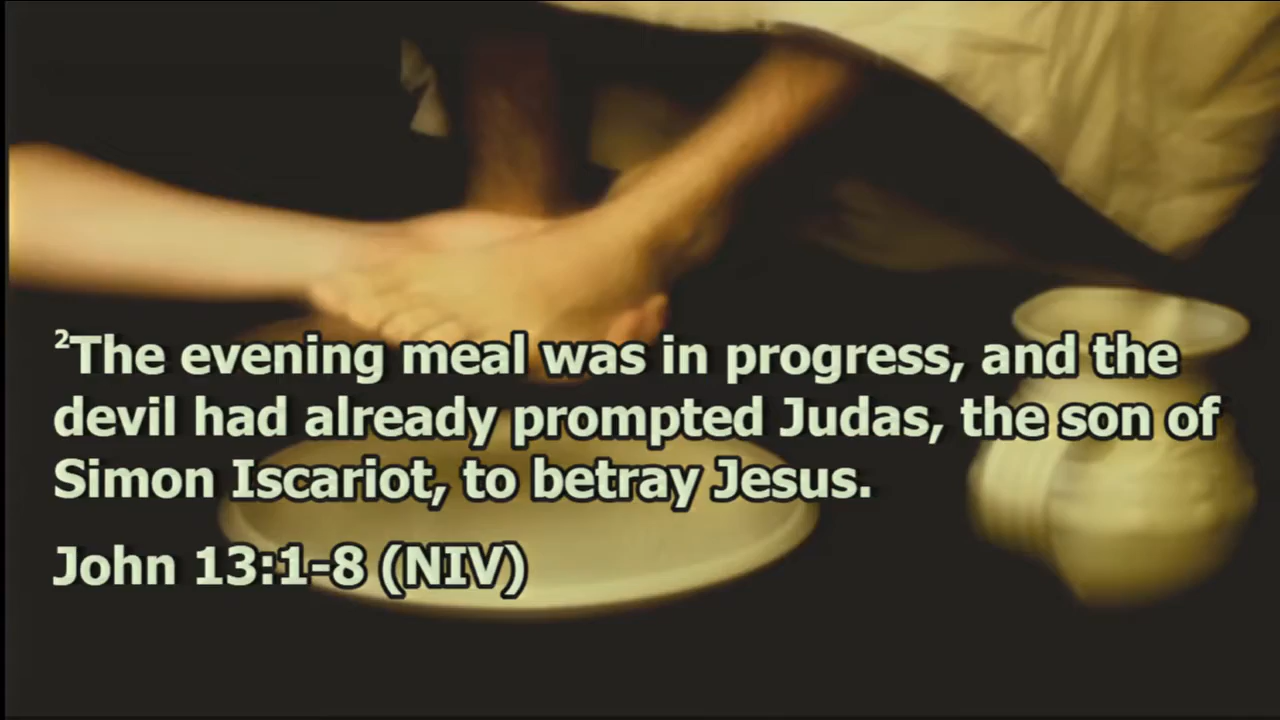 ²The evening meal was in progress, and the
devil had already prompted Judas, the son of
Simon Iscariot, to betray Jesus.
John 13:1-8 (NIV)